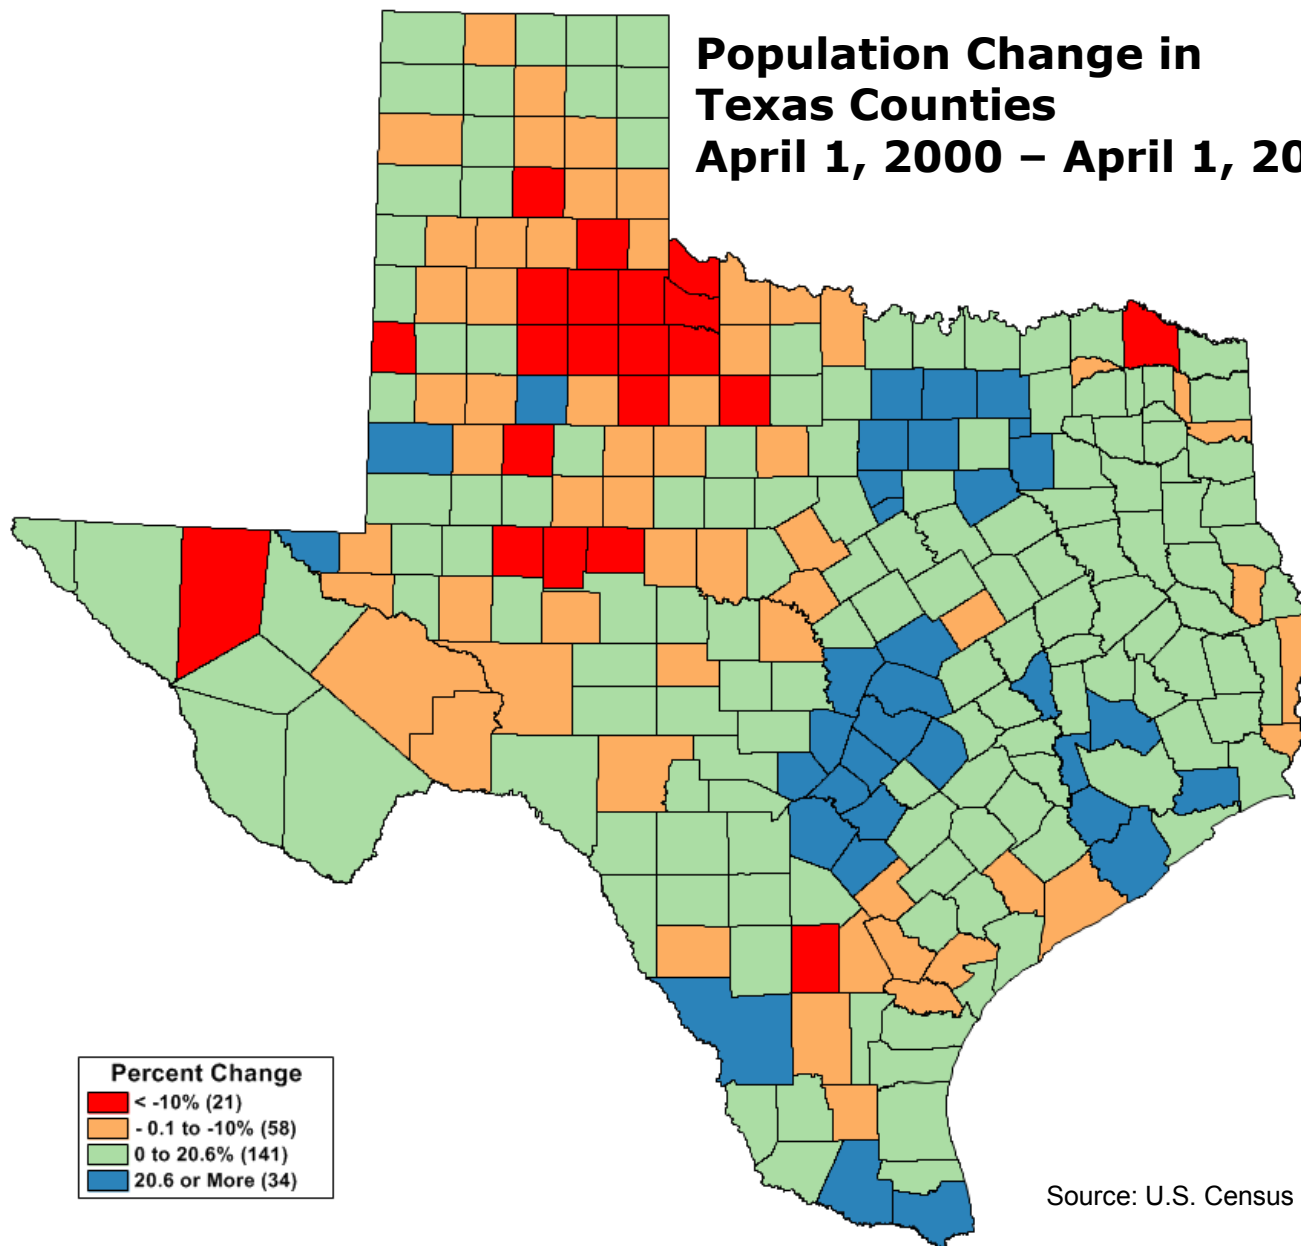 Population Change in
Texas Counties
April 1, 2000 – April 1, 20
Percent Change
< -10% (21)
- 0.1 to -10% (58)
0 to 20.6% (141)
20.6 or More (34)
Source: U.S. Census